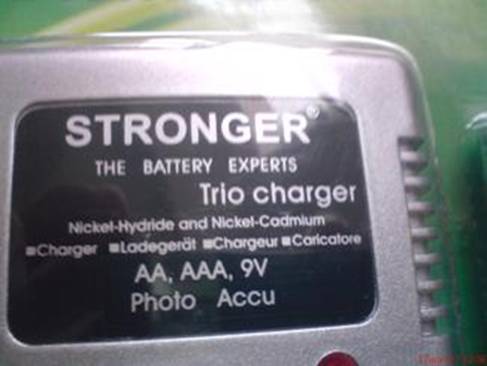 STRONGER®
THE BATTERY EXPERTS
Trio charger
Nickel-Hydride and Nickel-Cadmium
■Charger ■Ladegerät ■Chargeur ■Caricatore
AA, AAA, 9V
Photo Accu